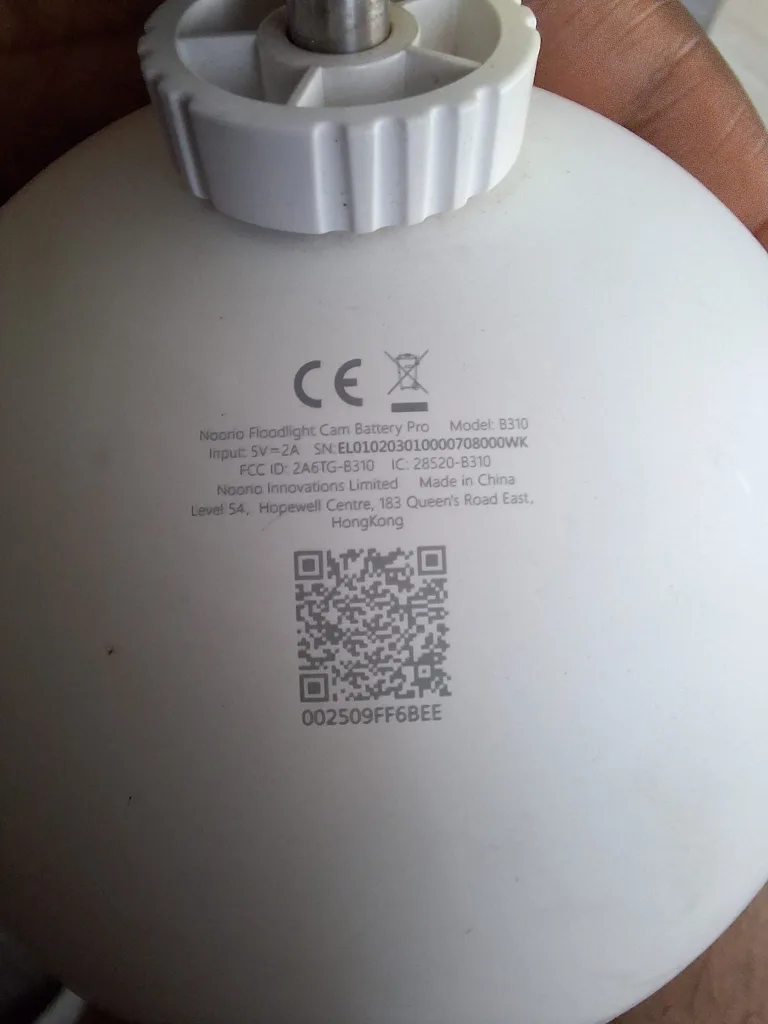 CE
Noorio Floodlight Cam Battery Pro Model: B310
Input: 5V=2A SN:EL010203010000708000WK
FCC ID: 2A6TG-B310 IC: 28520-B310
Noorio Innovations Limited Made in China
Level 54, Hopewell Centre, 183 Queen's Road East,
HongKong
002509FF6BEE